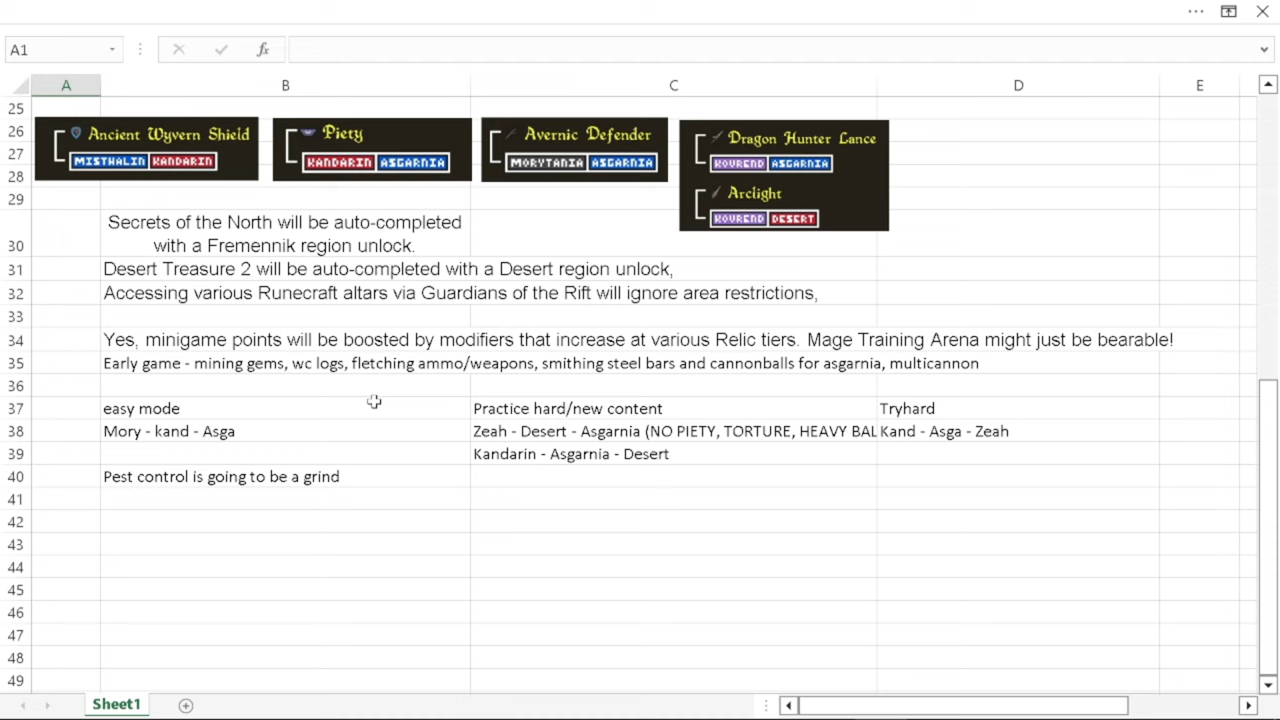 A1
fx
A B C D E
25
26
27
28
29
30
31
32
33
34
35
36
37
38
39
40
41
42
43
44
45
46
47
48
49
Ancient Wyvern Shield
MISTHALIN KANDARIN
Piety
KANDARIN ASGARNIA
Avernic Defender
MORYTANIA ASGARNIA
Dragon Hunter Lance
KOUREND ASGARNIA
Arclight
KOUREND DESERT
Secrets of the North will be auto-completed
with a Fremennik region unlock.
Desert Treasure 2 will be auto-completed with a Desert region unlock,
Accessing various Runecraft altars via Guardians of the Rift will ignore area restrictions,
Yes, minigame points will be boosted by modifiers that increase at various Relic tiers. Mage Training Arena might just be bearable!
Early game - mining gems, wc logs, fletching ammo/weapons, smithing steel bars and cannonballs for asgarnia, multicannon
easy mode Practice hard/new content Tryhard
Mory - kand - Asga Zeah - Desert - Asgarnia (NO PIETY, TORTURE, HEAVY BAL Kand - Asga - Zeah
Kandarin - Asgarnia - Desert
Pest control is going to be a grind
Sheet1